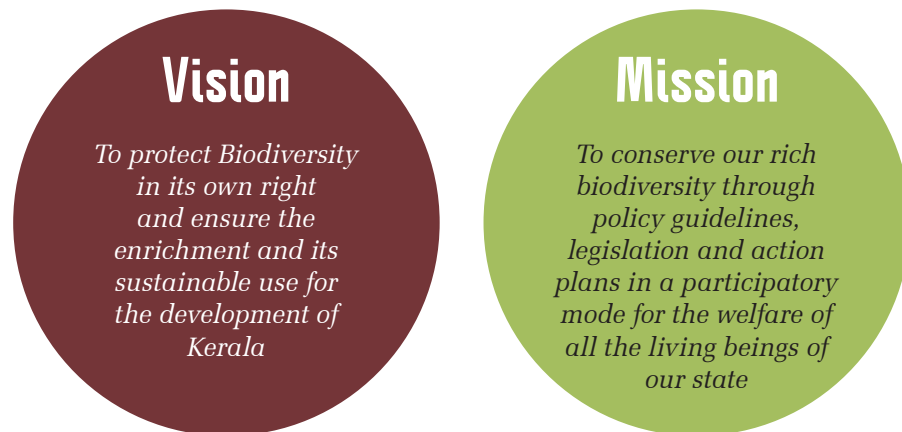 Vision
To protect Biodiversity
in its own right
and ensure the
enrichment and its
sustainable use for
the development of
Kerala
Mission
To conserve our rich
biodiversity through
policy guidelines,
legislation and action
plans in a participatory
mode for the welfare of
all the living beings of
our state